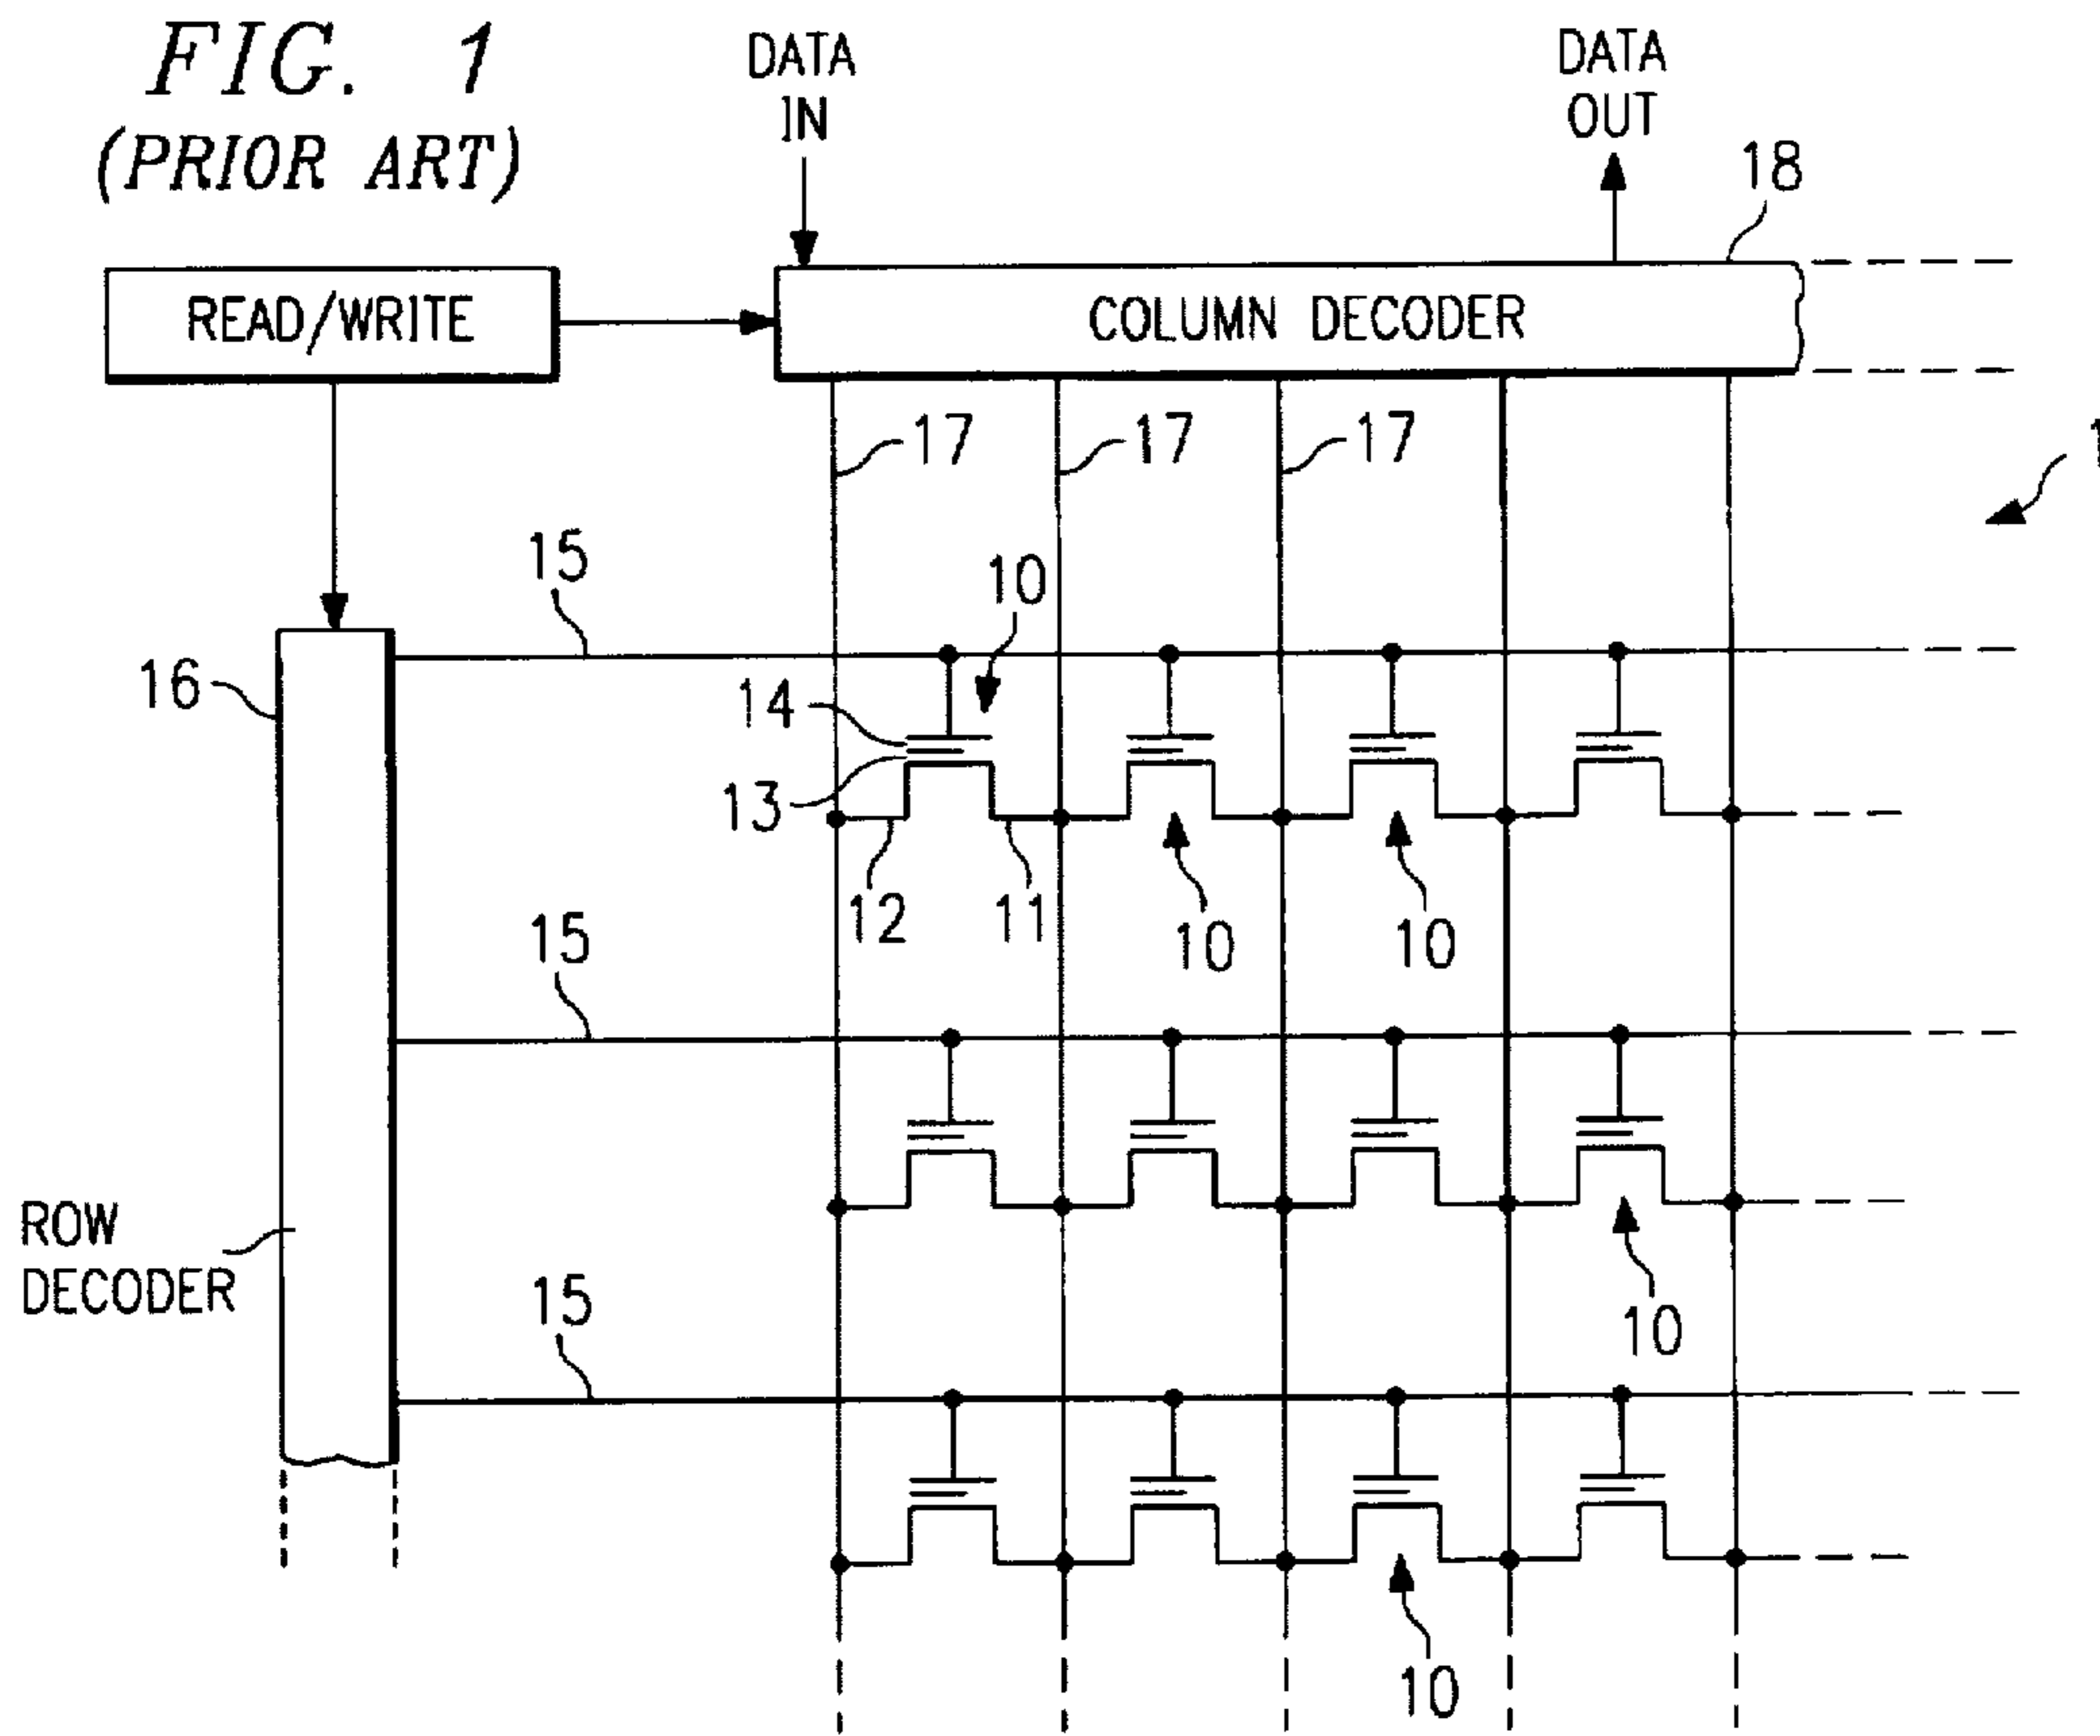 FIG. 1
(PRIOR ART)
DATA
IN
DATA
OUT
18
READ/WRITE
COLUMN DECODER
17
17
17
1
15
10
16
14
13
12
11
10
10
15
ROW
DECODER
10
15
10